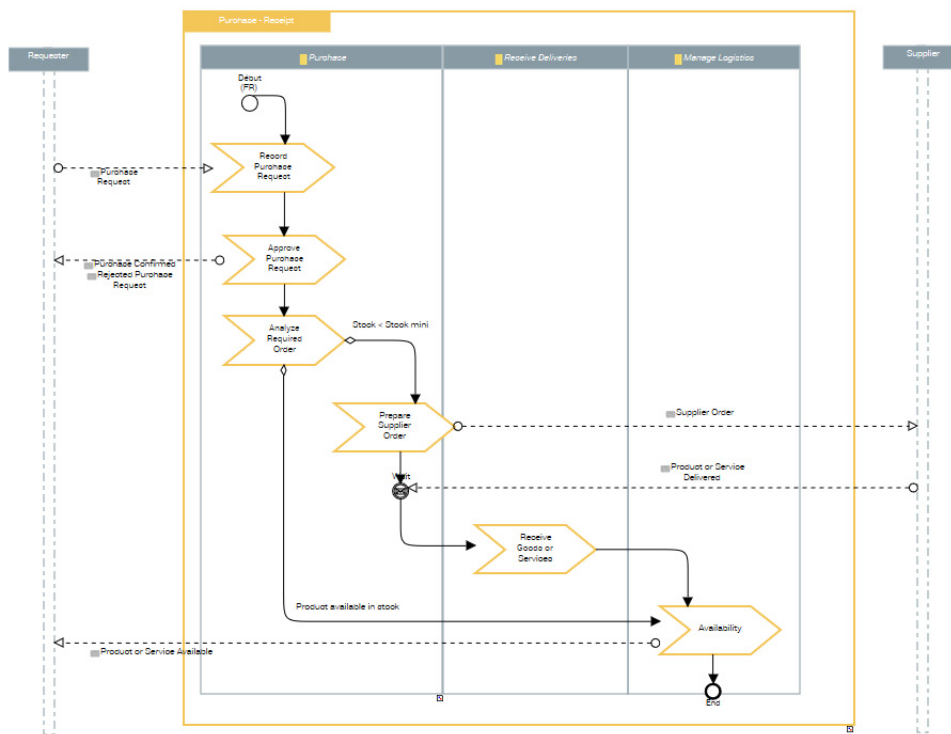 Purchase - Receipt
Requester
Purchase
Receive Deliveries
Manage Logistics
Supplier
Début
(FR)
Record
Purchase
Request
Purchase
Request
Approve
Purchase
Request
Purchase Confirmed
Rejected Purchase
Request
Analyze
Required
Order
Stock < Stock mini
Prepare
Supplier
Order
Supplier Order
Wait
Product or Service
Delivered
Receive
Goods or
Services
Product available in stock
Availability
Product or Service Available
End